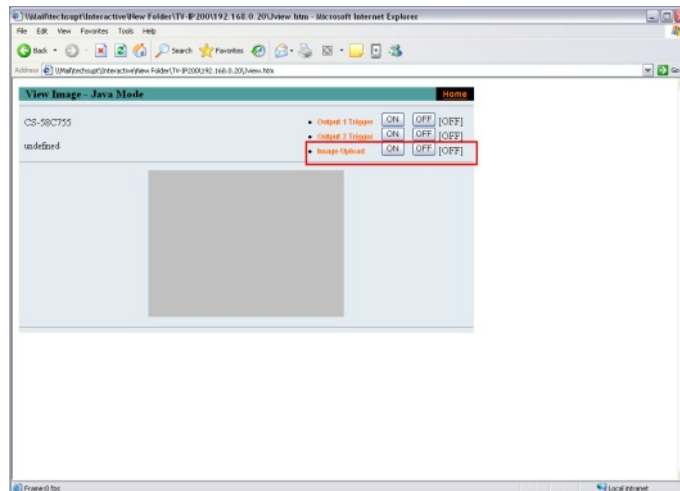 \\Mail\techsupt\Interactive\New Folder\TV-IP200\192.168.0.20\Jview.htm - Microsoft Internet Explorer
File Edit View Favorites Tools Help
Back Search Favorites
Address \\Mail\techsupt\Interactive\New Folder\TV-IP200\192.168.0.20\Jview.htm Go
View Image - Java Mode Home
CS-58C755
undefined
Output 1 Trigger ON OFF [OFF]
Output 2 Trigger ON OFF [OFF]
Image Upload ON OFF [OFF]
Frame:0 fps Local intranet